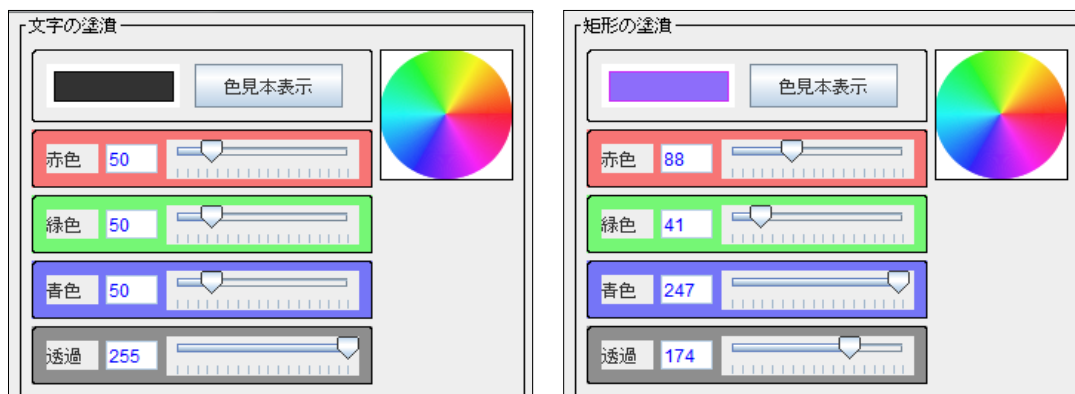 文字の塗潰
色見本表示
赤色 50
緑色 50
青色 50
透過 255
矩形の塗潰
色見本表示
赤色 88
緑色 41
青色 247
透過 174